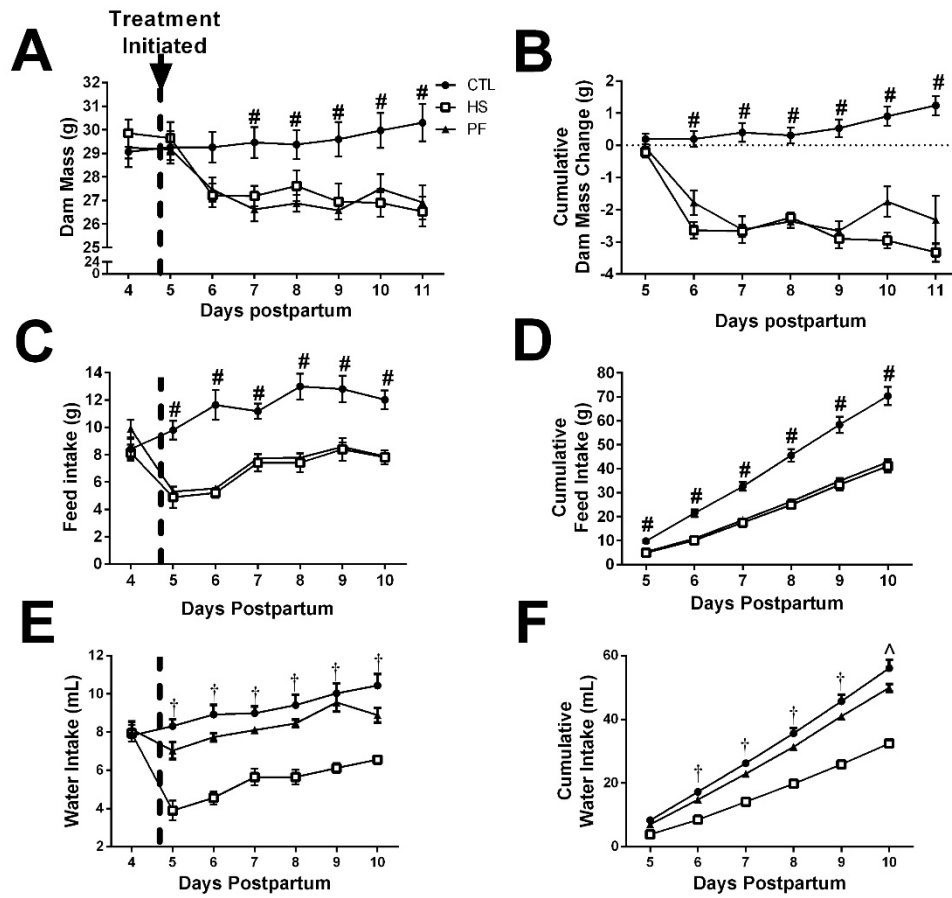 Treatment
Initiated
A
Dam Mass (g)
32
31
30
29
28
27
26
25
24
0
# # # # #
CTL
HS
PF
4 5 6 7 8 9 10 11
Days postpartum
B
Cumulative
Dam Mass Change (g)
2
1
0
-1
-2
-3
-4
# # # # # #
5 6 7 8 9 10 11
Days postpartum
C
Feed intake (g)
14
12
10
8
6
4
2
0
# # # # # #
4 5 6 7 8 9 10
Days Postpartum
D
Cumulative
Feed Intake (g)
80
70
60
50
40
30
20
10
0
# # # # # #
5 6 7 8 9 10
Days Postpartum
E
Water Intake (mL)
12
10
8
6
4
2
† † † † † †
4 5 6 7 8 9 10
Days Postpartum
F
Cumulative
Water Intake (mL)
60
40
20
0
† † † † ^
5 6 7 8 9 10
Days Postpartum